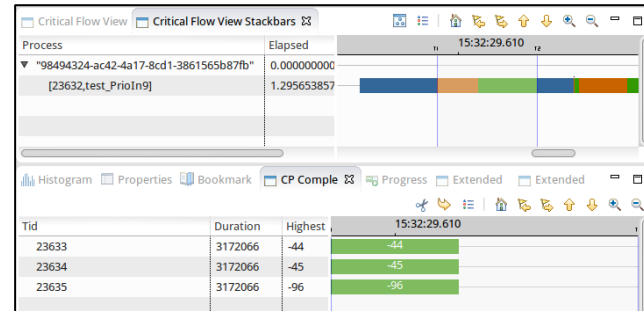 Critical Flow View Critical Flow View Stackbars
Process Elapsed 15:32:29.610
T1 T2
"98494324-ac42-4a17-8cd1-3861565b87fb" 0.000000000
[23632,test_PrioIn9] 1.295653857
Histogram Properties Bookmark CP Comple Progress Extended Extended
Tid Duration Highest 15:32:29.610
23633 3172066 -44 -44
23634 3172066 -45 -45
23635 3172066 -96 -96